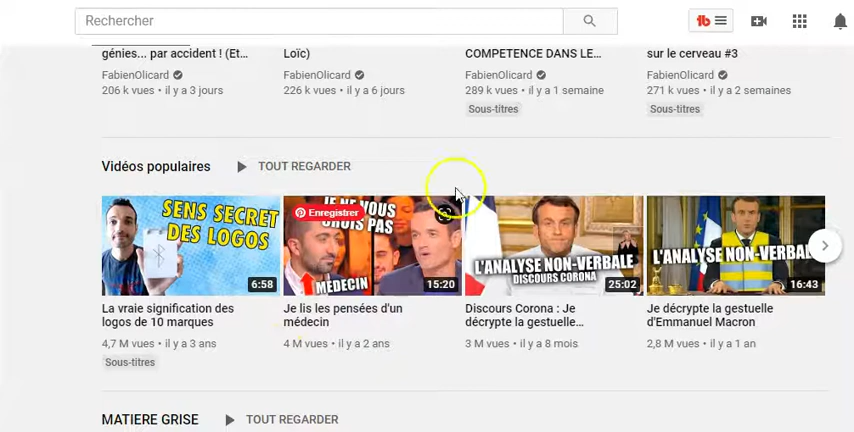 Rechercher
génies... par accident ! (Et...
Loïc)
COMPETENCE DANS LE...
sur le cerveau #3
FabienOlicard
FabienOlicard
FabienOlicard
FabienOlicard
206 k vues • il y a 3 jours
226 k vues • il y a 6 jours
289 k vues • il y a 1 semaine
271 k vues • il y a 2 semaines
Sous-titres
Sous-titres
Vidéos populaires
TOUT REGARDER
SENS SECRET
DES LOGOS
6:58
JE NE VOUS
CROIS PAS
Enregistrer
MÉDECIN
15:20
L'ANALYSE NON-VERBALE
DISCOURS CORONA
25:02
L'ANALYSE NON-VERBAL
16:43
La vraie signification des
logos de 10 marques
Je lis les pensées d'un
médecin
Discours Corona : Je
décrypte la gestuelle...
Je décrypte la gestuelle
d'Emmanuel Macron
4,7 M vues • il y a 3 ans
4 M vues • il y a 2 ans
3 M vues • il y a 8 mois
2,8 M vues • il y a 1 an
Sous-titres
MATIERE GRISE
TOUT REGARDER